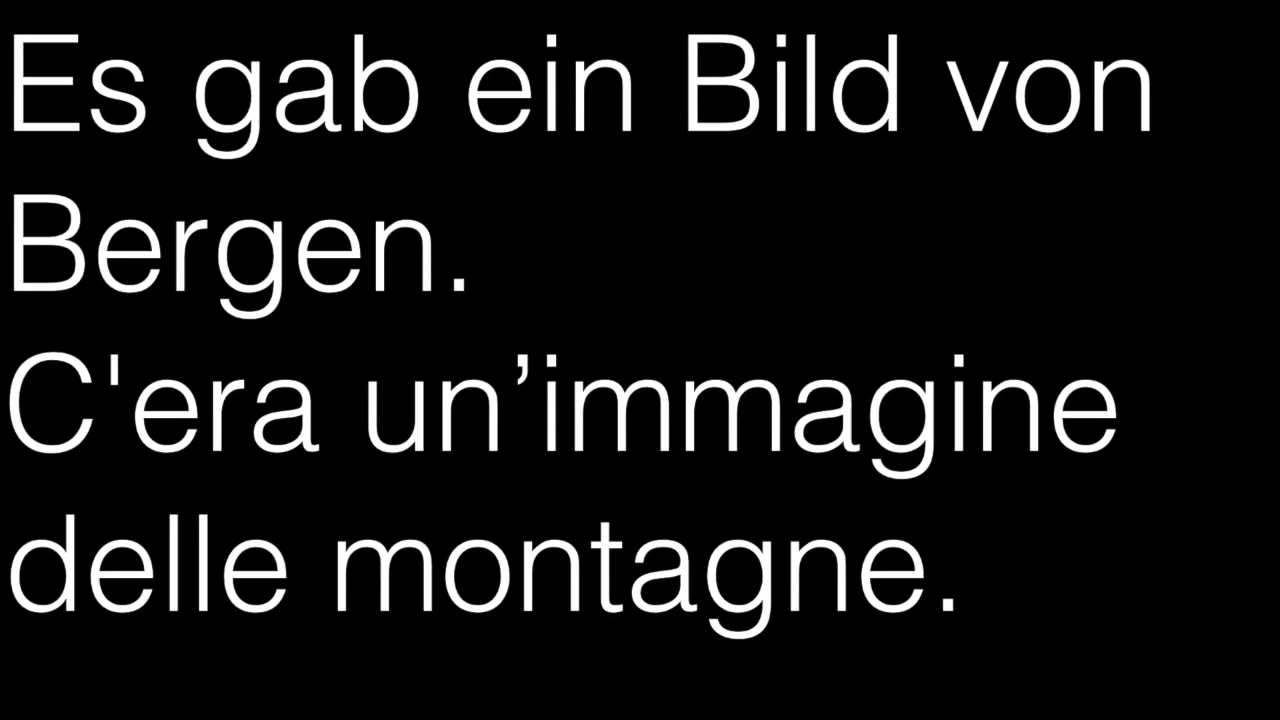 Es gab ein Bild von
Bergen.
C'era un’immagine
delle montagne.